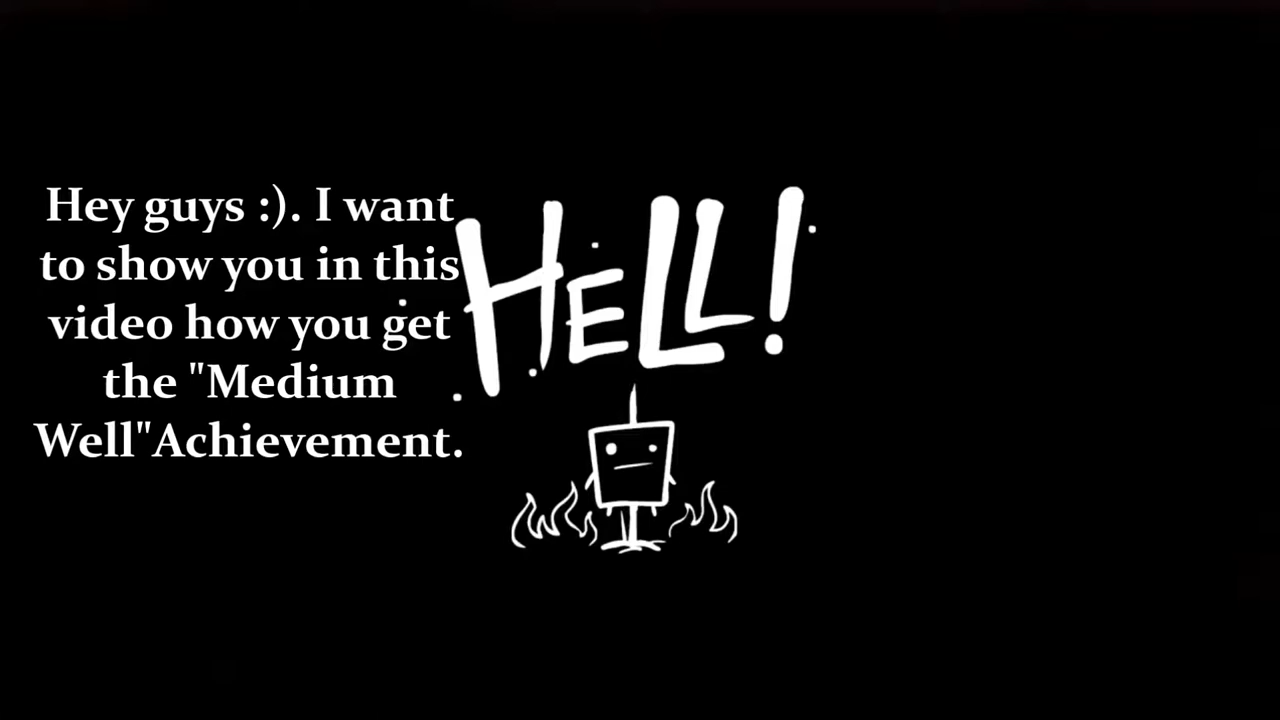 Hey guys :). I want
to show you in this
video how you get
the "Medium
Well"Achievement.
HELL!